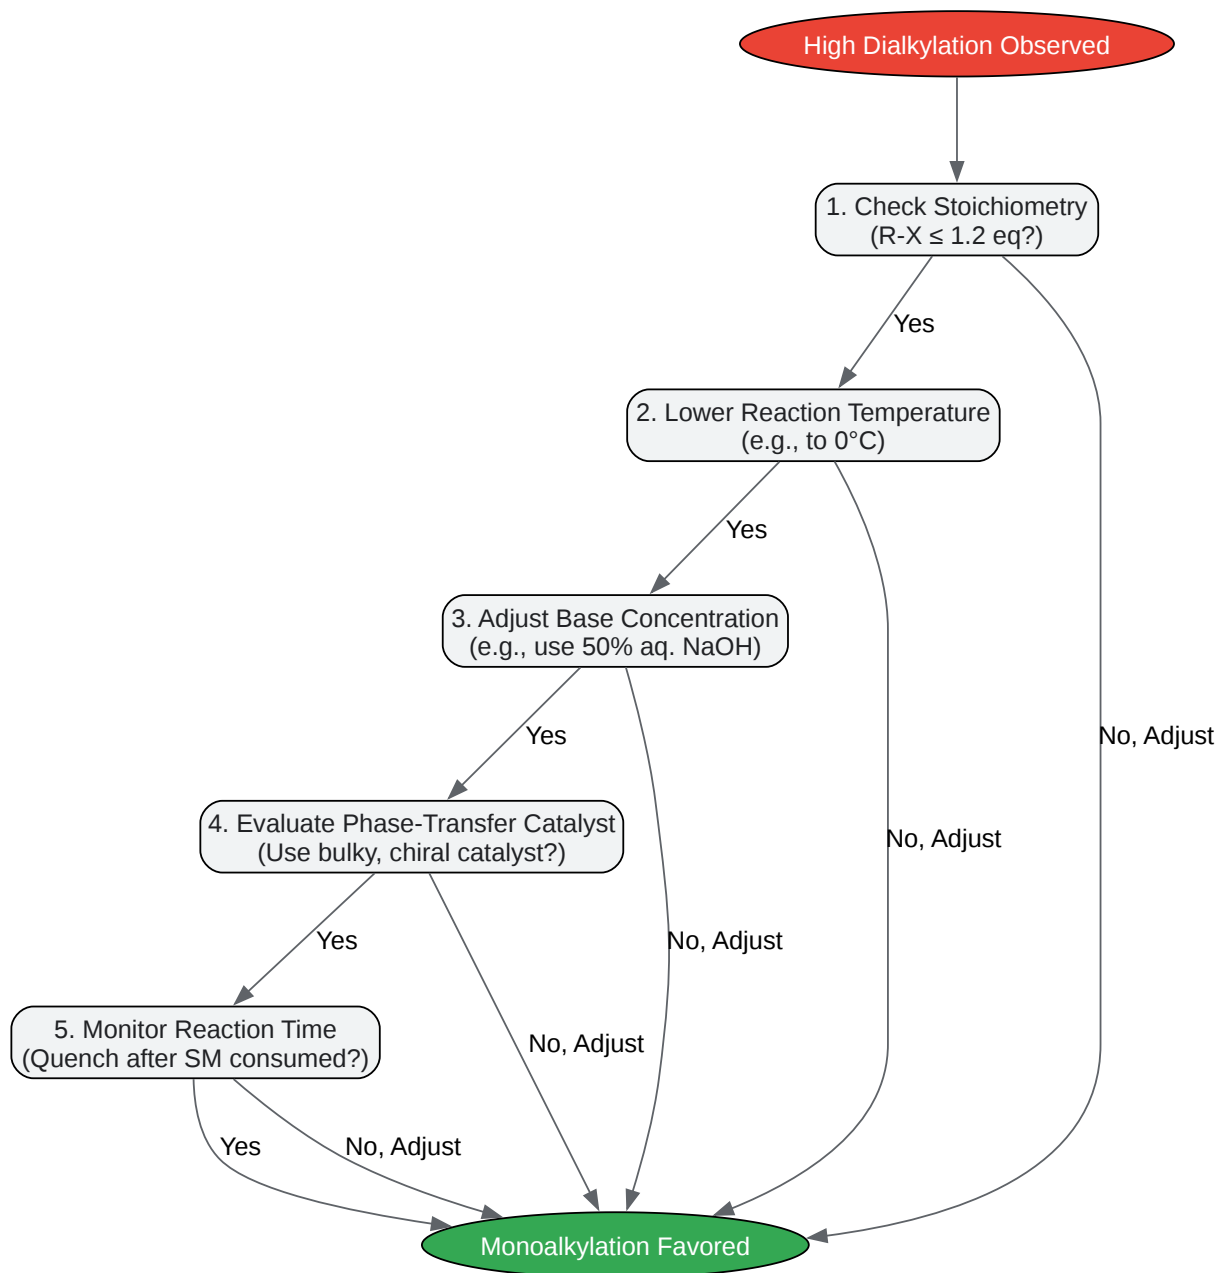 High Dialkylation Observed
1. Check Stoichiometry
(R-X ≤ 1.2 eq?)
Yes
2. Lower Reaction Temperature
(e.g., to 0°C)
Yes
3. Adjust Base Concentration
(e.g., use 50% aq. NaOH)
Yes
No, Adjust
4. Evaluate Phase-Transfer Catalyst
(Use bulky, chiral catalyst?)
No, Adjust
Yes
No, Adjust
5. Monitor Reaction Time
(Quench after SM consumed?)
No, Adjust
Yes
No, Adjust
Monoalkylation Favored